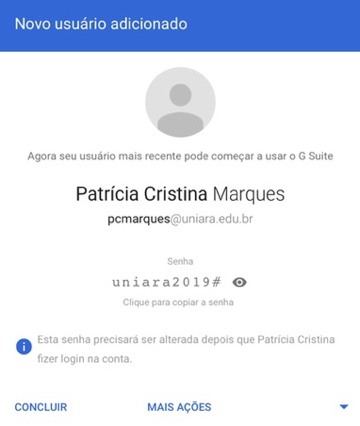 Novo usuário adicionado
Agora seu usuário mais recente pode começar a usar o G Suite
Patrícia Cristina Marques
pcmarques@uniara.edu.br
Senha
uniara2019#
Clique para copiar a senha
Esta senha precisará ser alterada depois que Patrícia Cristina
fizer login na conta.
CONCLUIR MAIS AÇÕES